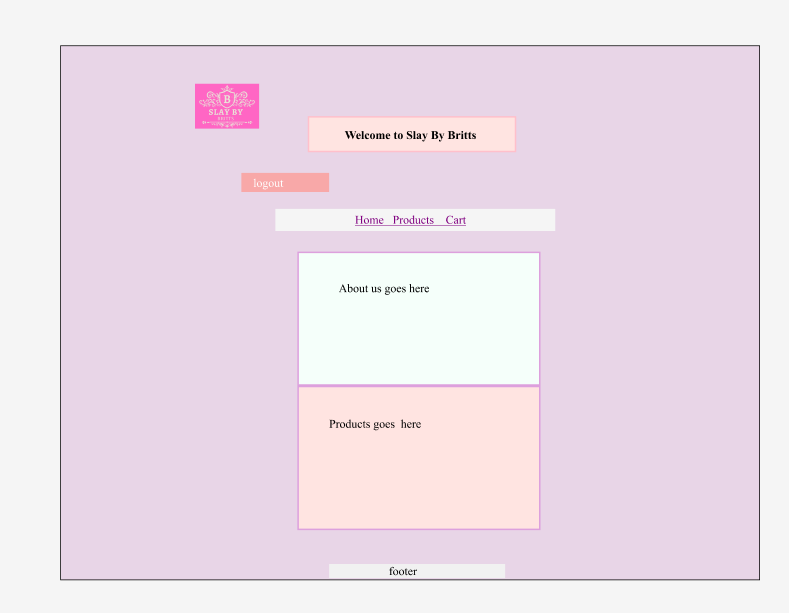 B
SLAY BY
BRITTS
Welcome to Slay By Britts
logout
Home Products Cart
About us goes here
Products goes here
footer